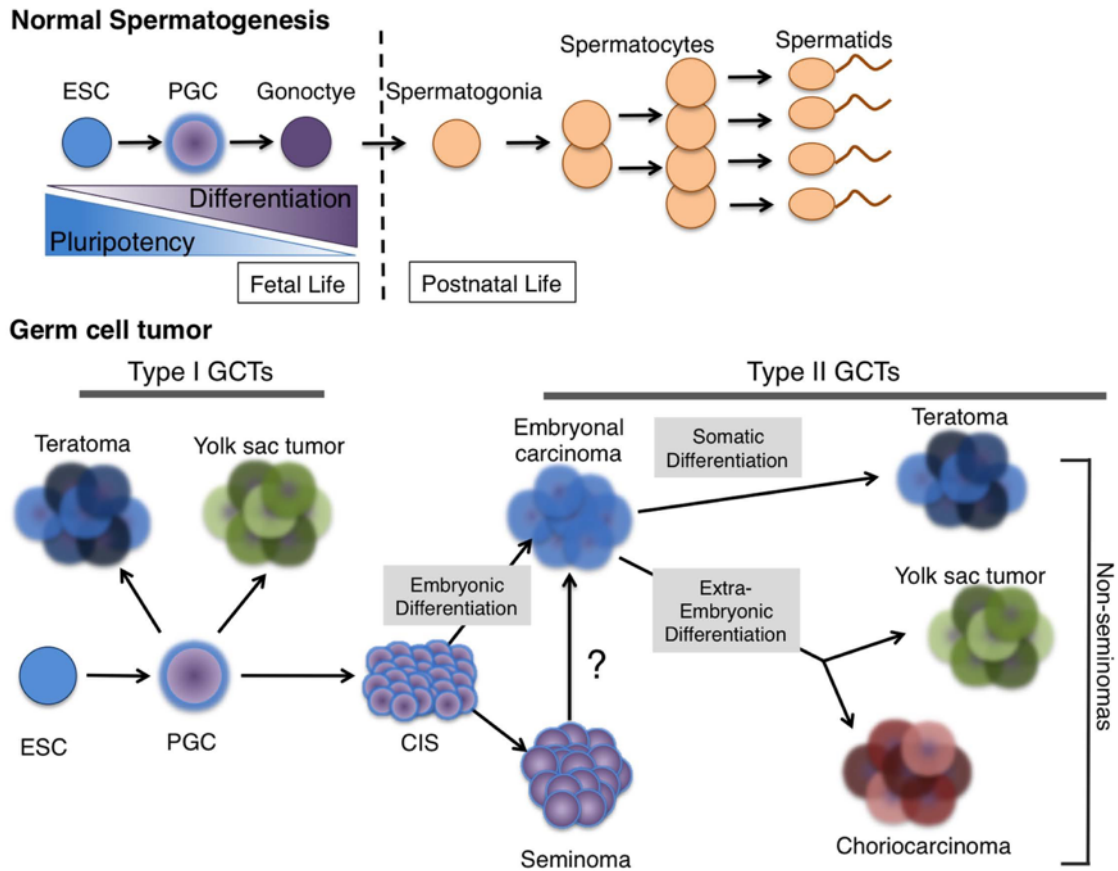 Normal Spermatogenesis
ESC
PGC
Gonoctye
Spermatogonia
Spermatocytes
Spermatids
Differentiation
Pluripotency
Fetal Life
Postnatal Life
Germ cell tumor
Type I GCTs
Type II GCTs
Teratoma
Yolk sac tumor
Embryonal
carcinoma
Somatic
Differentiation
Teratoma
Embryonic
Differentiation
Extra-
Embryonic
Differentiation
Yolk sac tumor
Non-seminomas
?
ESC
PGC
CIS
Seminoma
Choriocarcinoma